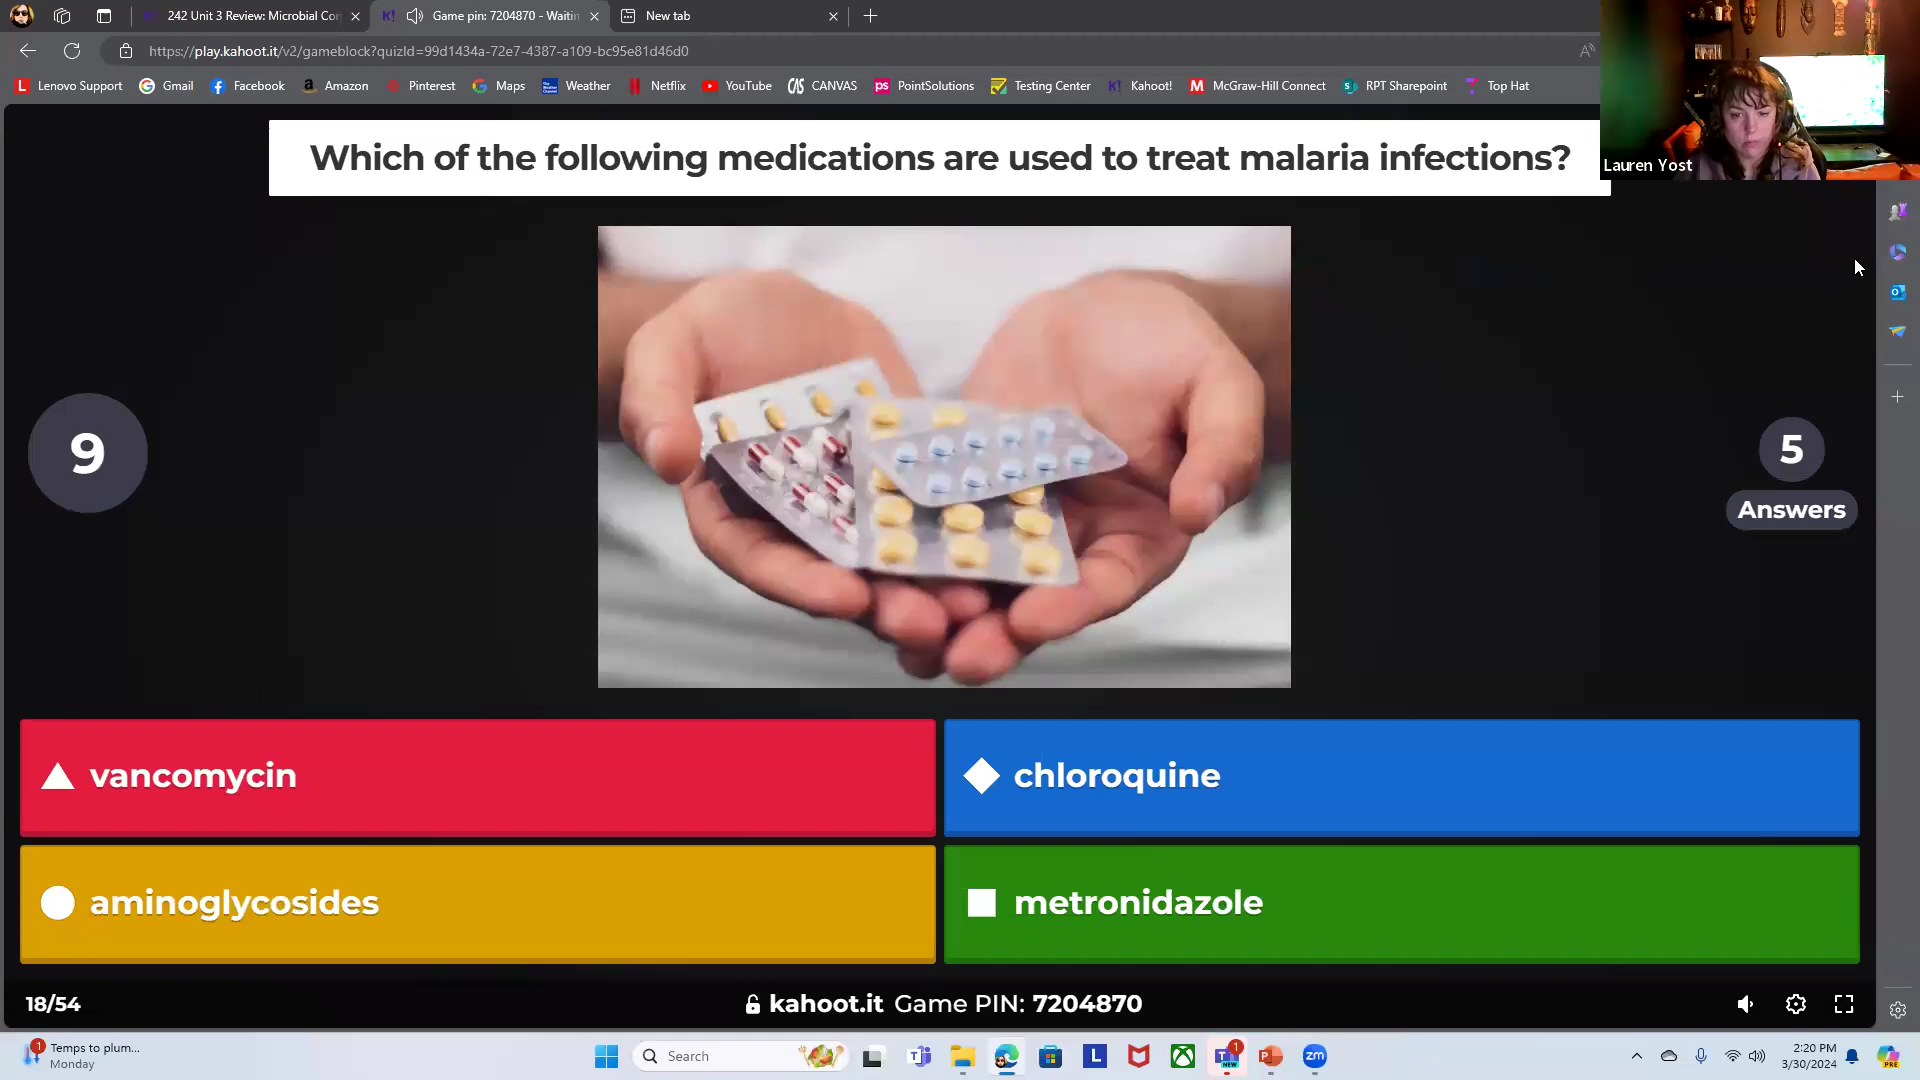 242 Unit 3 Review: Microbial Co
Game pin: 7204870 - Waitin
New tab
https://play.kahoot.it/v2/gameblock?quizId=99d1434a-72e7-4387-a109-bc95e81d46d0
Lenovo Support
Gmail
Facebook
Amazon
Pinterest
Maps
Weather
Netflix
YouTube
CANVAS
PointSolutions
Testing Center
Kahoot!
McGraw-Hill Connect
RPT Sharepoint
Top Hat
Which of the following medications are used to treat malaria infections?
Lauren Yost
9
5
Answers
vancomycin
chloroquine
aminoglycosides
metronidazole
18/54
kahoot.it Game PIN: 7204870
1
Temps to plum...
Monday
Search
1
zm
2:20 PM
3/30/2024